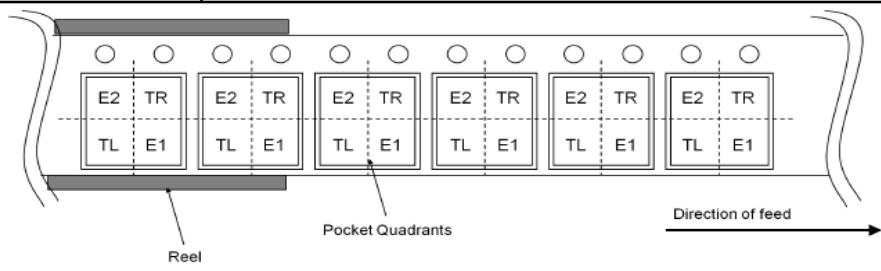 E2 TR E2 TR E2 TR E2 TR E2 TR E2 TR
TL E1 TL E1 TL E1 TL E1 TL E1 TL E1
Direction of feed
Pocket Quadrants
Reel